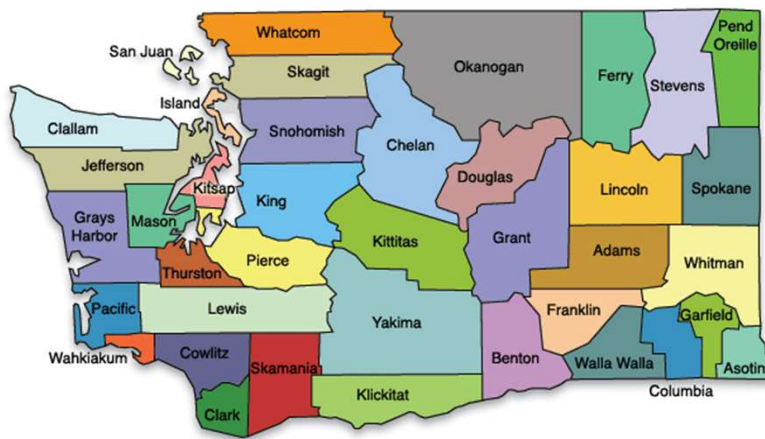 Whatcom
Pend
Oreille
San Juan
Skagit
Okanogan
Ferry
Stevens
Island
Clallam
Snohomish
Chelan
Jefferson
Douglas
Kitsap
Lincoln
Spokane
King
Mason
Grays
Harbor
Kittitas
Grant
Adams
Pierce
Whitman
Thurston
Pacific
Lewis
Franklin
Garfield
Yakima
Wahkiakum
Cowlitz
Skamania
Benton
Walla Walla
Asotin
Klickitat
Columbia
Clark